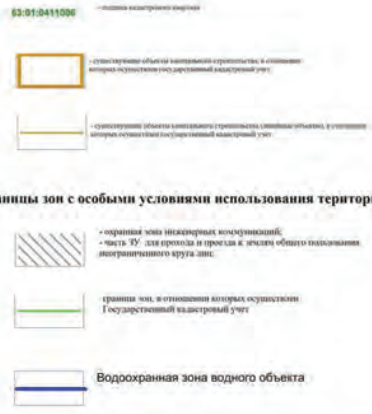 63:01:0411006
- подпись кадастрового квартала
- существующие объекты капитального строительства, в отношении
которых осуществлен государственный кадастровый учет
- существующие объекты капитального строительства (линейные объекты), в отношении
которых осуществлен государственный кадастровый учет
ницы зон с особыми условиями использования територи
- охранная зона инженерных коммуникаций;
- часть ЗУ для прохода и проезда к землям общего пользования
неограниченного круга лиц;
- граница зон, в отношении которых осуществлен
Государственный кадастровый учет
Водоохранная зона водного объекта